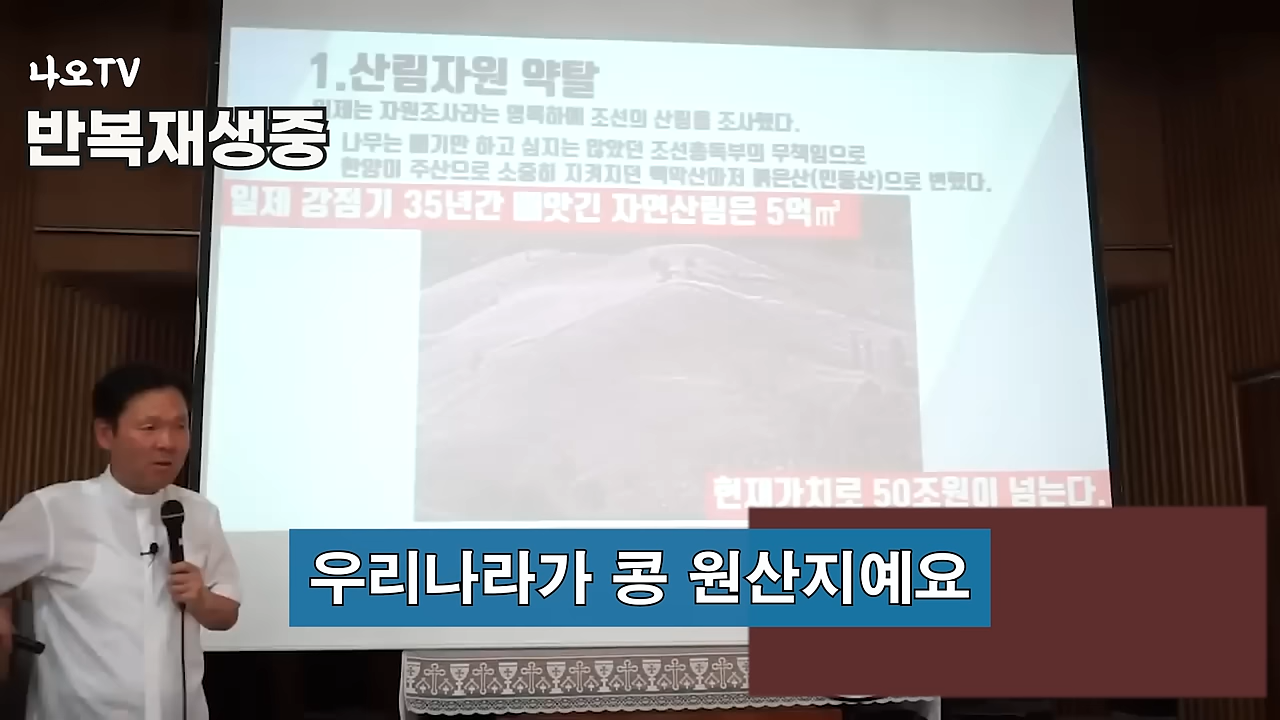 나오TV
반복재생중
1.산림자원 약탈
일제는 자원조사라는 명목하에 조선의 산림을 조사했다.
나무는 베기만 하고 심지는 않았던 조선총독부의 무책임으로
한양이 주산으로 소중히 지켜지던 백악산마저 붉은산(민둥산)으로 변했다.
일제 강점기 35년간 빼앗긴 자연산림은 5억㎥
현재가치로 50조원이 넘는다.
우리나라가 콩 원산지예요